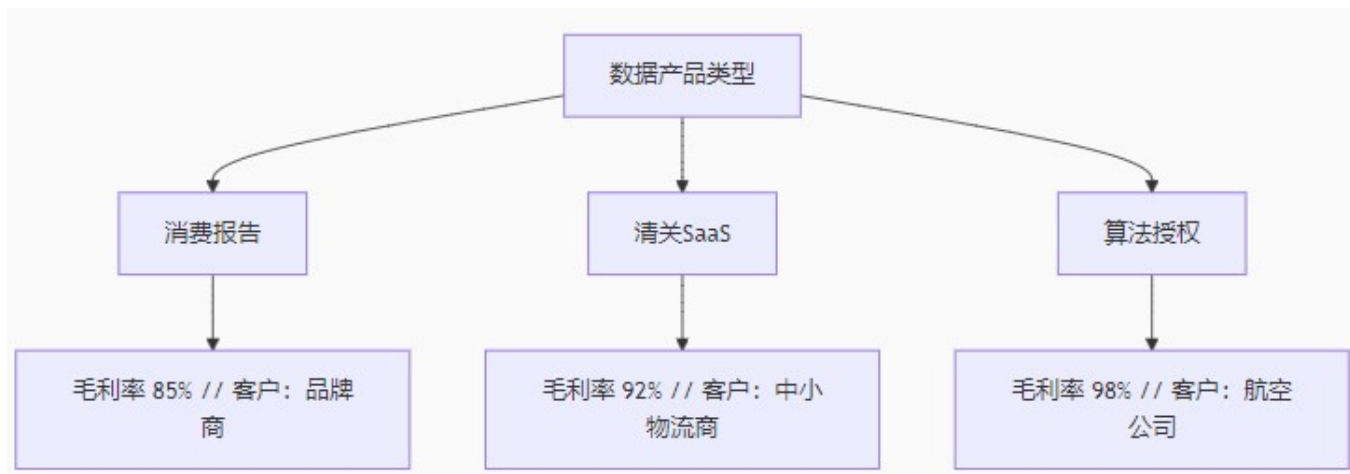 数据产品类型
消费报告
清关SaaS
算法授权
毛利率 85% // 客户：品牌
商
毛利率 92% // 客户：中小
物流商
毛利率 98% // 客户：航空
公司